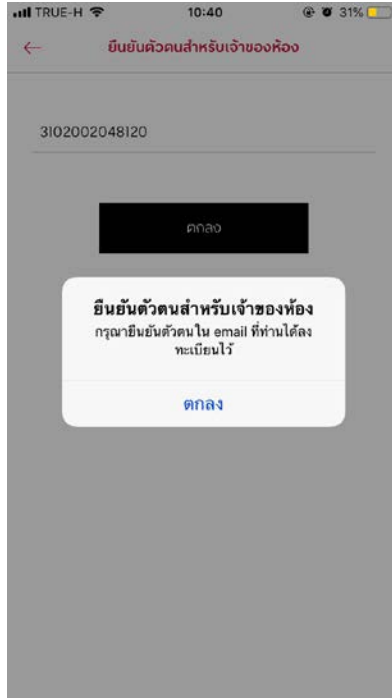 TRUE-H 10:40 31%
ยืนยันตัวตนสำหรับเจ้าของห้อง
3102002048120
ตกลง
ยืนยันตัวตนสำหรับเจ้าของห้อง
กรุณายืนยันตัวตนใน email ที่ท่านได้ลง
ทะเบียนไว้
ตกลง